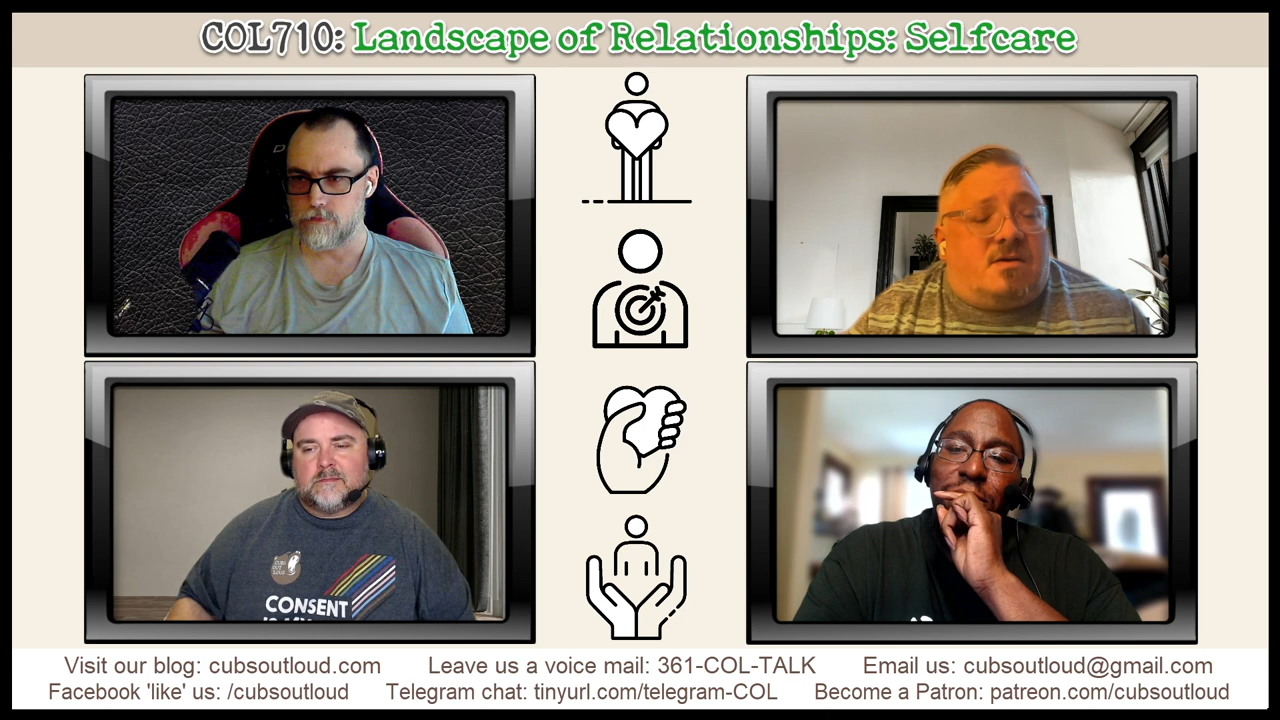 COL710: Landscape of Relationships: Selfcare
CONSENT
Visit our blog: cubsoutloud.com Leave us a voice mail: 361-COL-TALK Email us: cubsoutloud@gmail.com
Facebook 'like' us: /cubsoutloud Telegram chat: tinyurl.com/telegram-COL Become a Patron: patreon.com/cubsoutloud